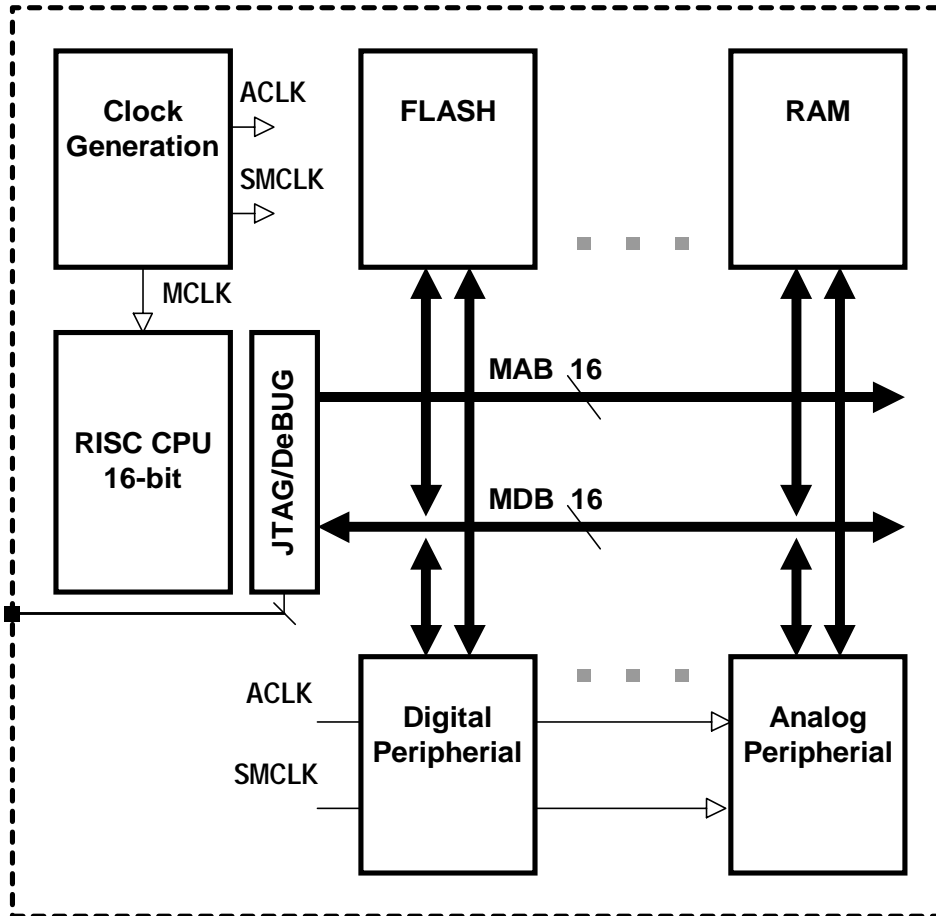 Clock
Generation
ACLK
SMCLK
FLASH
RAM
MCLK
RISC CPU
16-bit
JTAG/DeBUG
MAB 16
MDB 16
ACLK
SMCLK
Digital
Peripherial
Analog
Peripherial